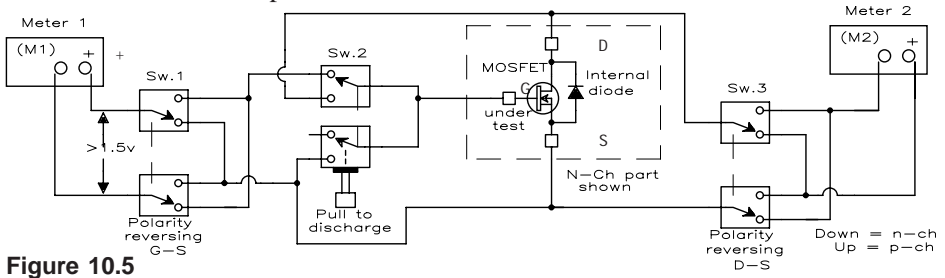 Meter 1
(M1)
+
+
Sw.1
>1.5v
Polarity
reversing
G-S
Sw.2
Pull to
discharge
MOSFET
G
under
test
D
Internal
diode
S
N-Ch part
shown
Sw.3
Polarity
reversing
D-S
Meter 2
(M2)
+
Down = n-ch
Up = p-ch
Figure 10.5